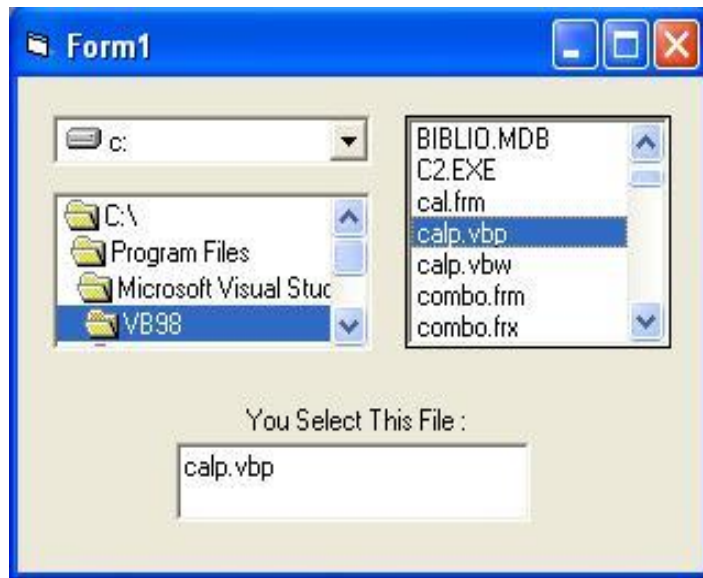 Form1
c:
C:\
Program Files
Microsoft Visual Stuc
VB98
BIBLIO.MDB
C2.EXE
cal.frm
calp.vbp
calp.vbw
combo.frm
combo.frx
You Select This File :
calp.vbp